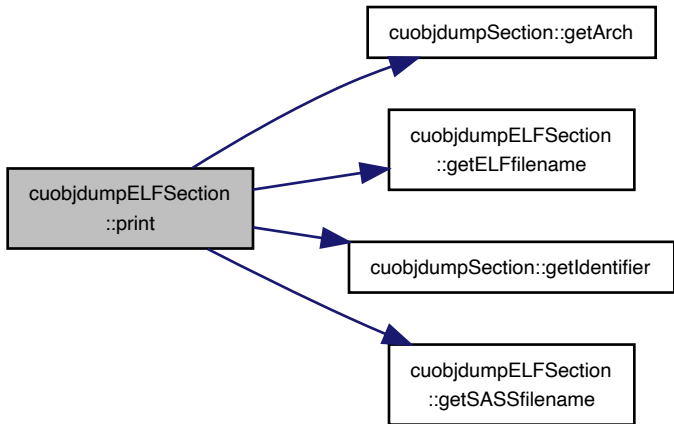 cuobjdumpSection::getArch
cuobjdumpELFSection
::getELFfilename
cuobjdumpELFSection
::print
cuobjdumpSection::getIdentifier
cuobjdumpELFSection
::getSASSfilename